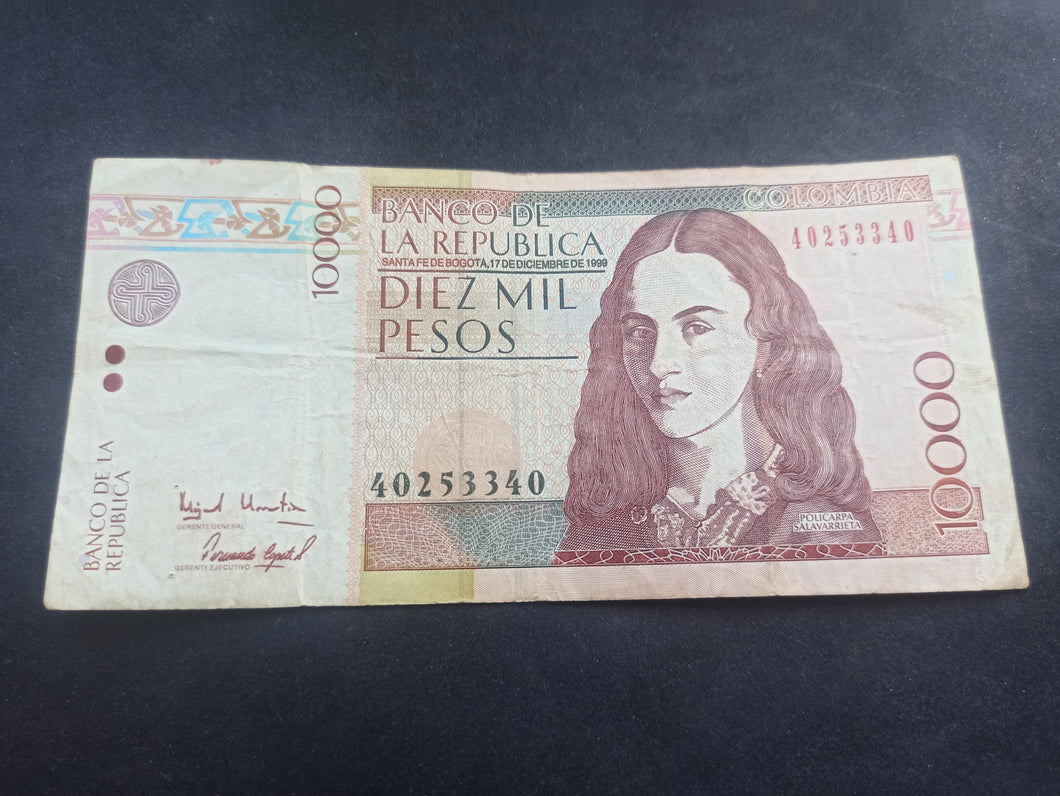 10000
BANCO DE
LA REPUBLICA
SANTA FE DE BOGOTA, 17 DE DICIEMBRE DE 1999
DIEZ MIL
PESOS
COLOMBIA
40253340
40253340
10000
POLICARPA
SALAVARRIETA
BANCO DE LA
REPUBLICA
GERENTE GENERAL
GERENTE EJECUTIVO